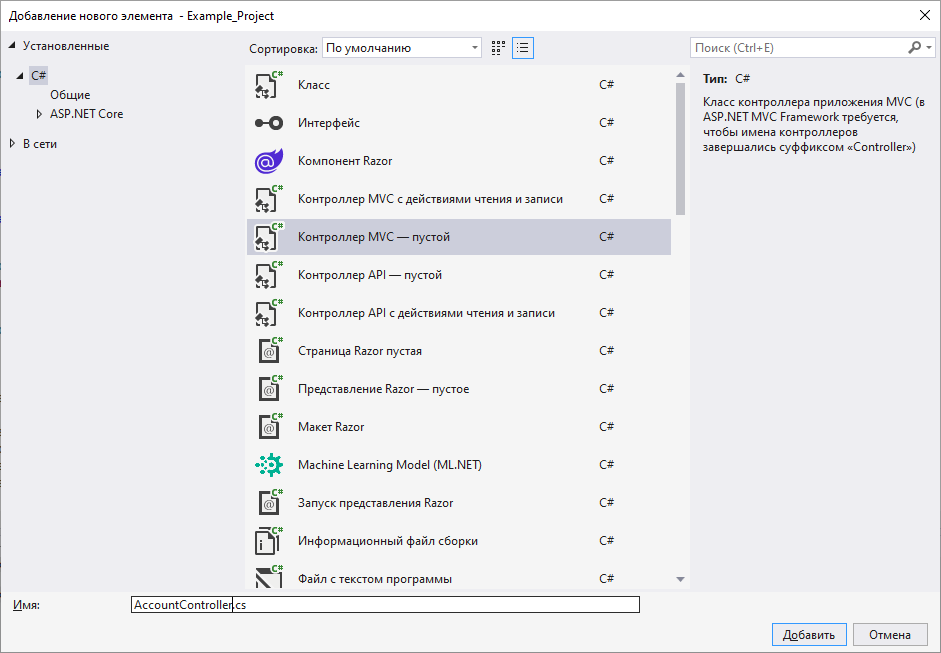 Добавление нового элемента - Example_Project
Установленные
C#
Общие
ASP.NET Core
В сети
Сортировка: По умолчанию
Поиск (Ctrl+E)
Класс C#
Интерфейс C#
Компонент Razor C#
Контроллер MVC с действиями чтения и записи C#
Контроллер MVC — пустой C#
Контроллер API — пустой C#
Контроллер API с действиями чтения и записи C#
Страница Razor пустая C#
Представление Razor — пустое C#
Макет Razor C#
Machine Learning Model (ML.NET) C#
Запуск представления Razor C#
Информационный файл сборки C#
Файл с текстом программы C#
Тип: C#
Класс контроллера приложения MVC (в
ASP.NET MVC Framework требуется,
чтобы имена контроллеров
завершались суффиксом «Controller»)
Имя: AccountController.cs
Добавить Отмена